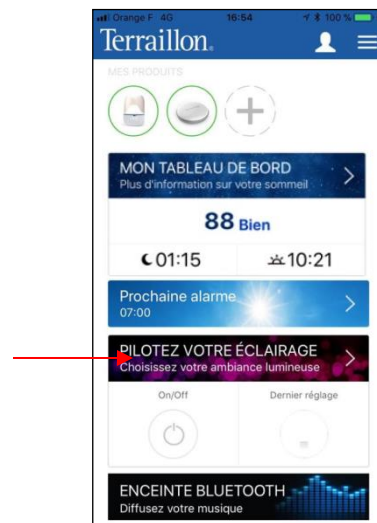 Orange F 4G 16:54 100 %
Terraillon.
MES PRODUITS
MON TABLEAU DE BORD
Plus d'information sur votre sommeil
88 Bien
01:15 10:21
Prochaine alarme
07:00
PILOTEZ VOTRE ÉCLAIRAGE
Choisissez votre ambiance lumineuse
On/Off Dernier réglage
ENCEINTE BLUETOOTH
Diffusez votre musique